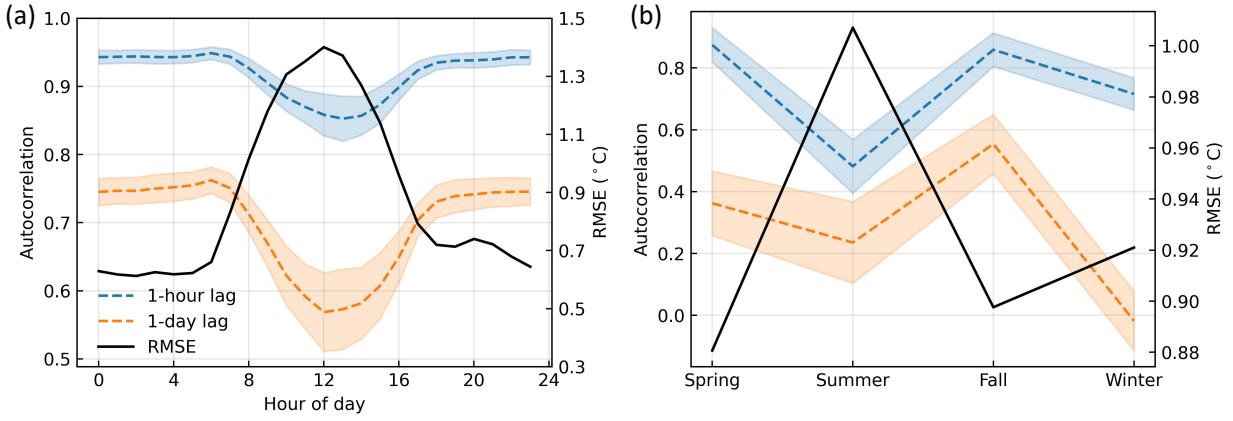 (a)
1.0
0.9
0.8
0.7
0.6
0.5
Autocorrelation
1.5
1.3
1.1
0.9
0.7
0.5
0.3
RMSE (°C)
1-hour lag
1-day lag
RMSE
0 4 8 12 16 20 24
Hour of day
(b)
0.8
0.6
0.4
0.2
0.0
Autocorrelation
1.00
0.98
0.96
0.94
0.92
0.90
0.88
RMSE (°C)
Spring Summer Fall Winter